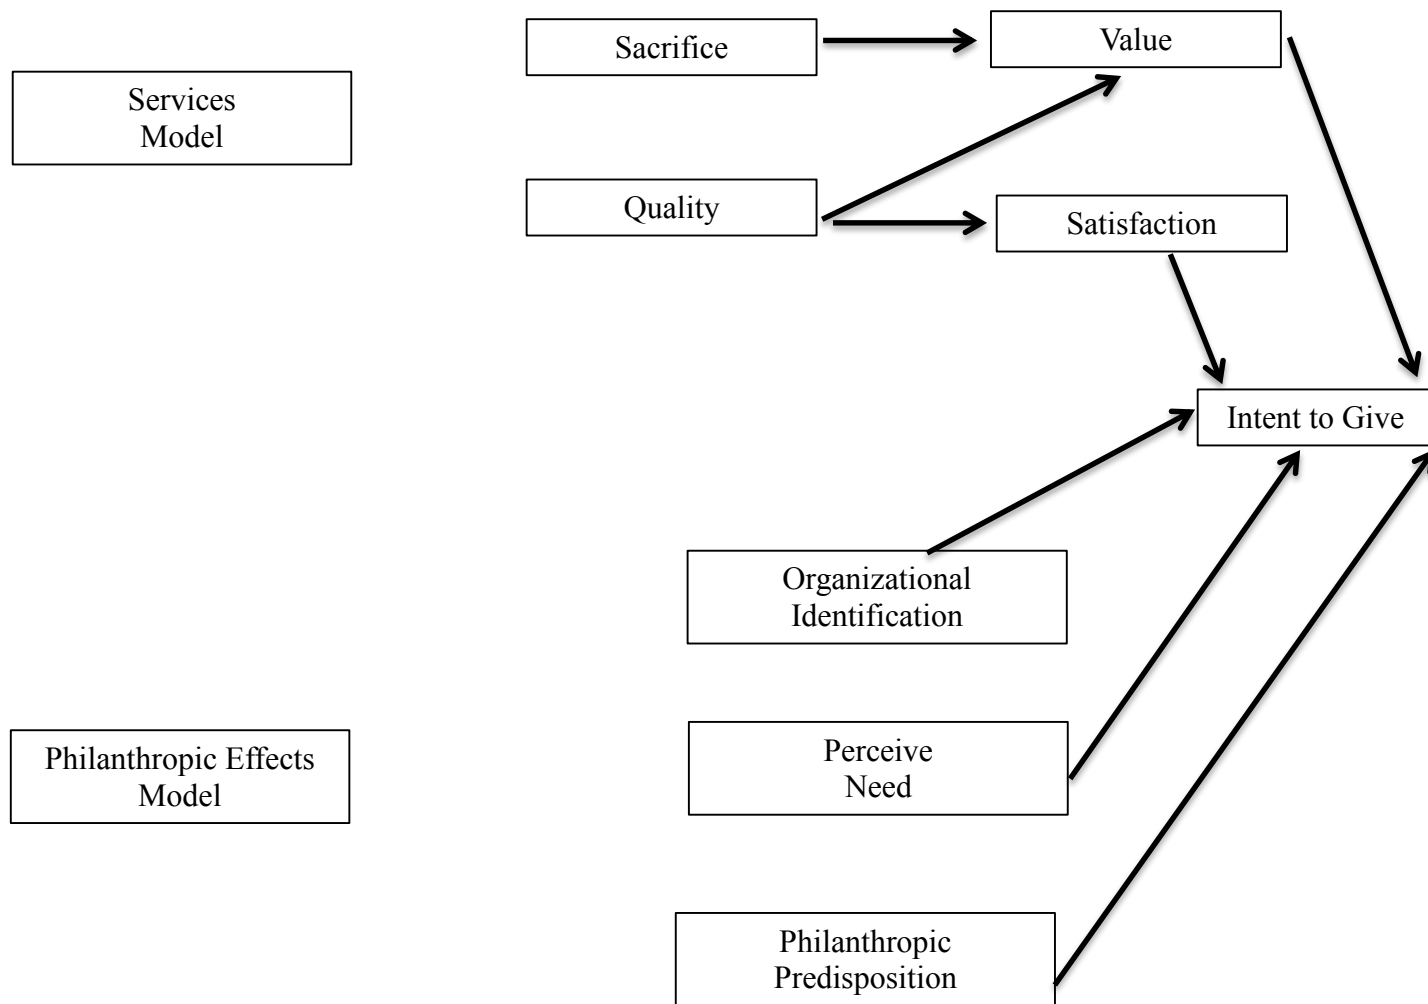 Services
Model
Sacrifice
Value
Quality
Satisfaction
Intent to Give
Organizational
Identification
Philanthropic Effects
Model
Perceive
Need
Philanthropic
Predisposition